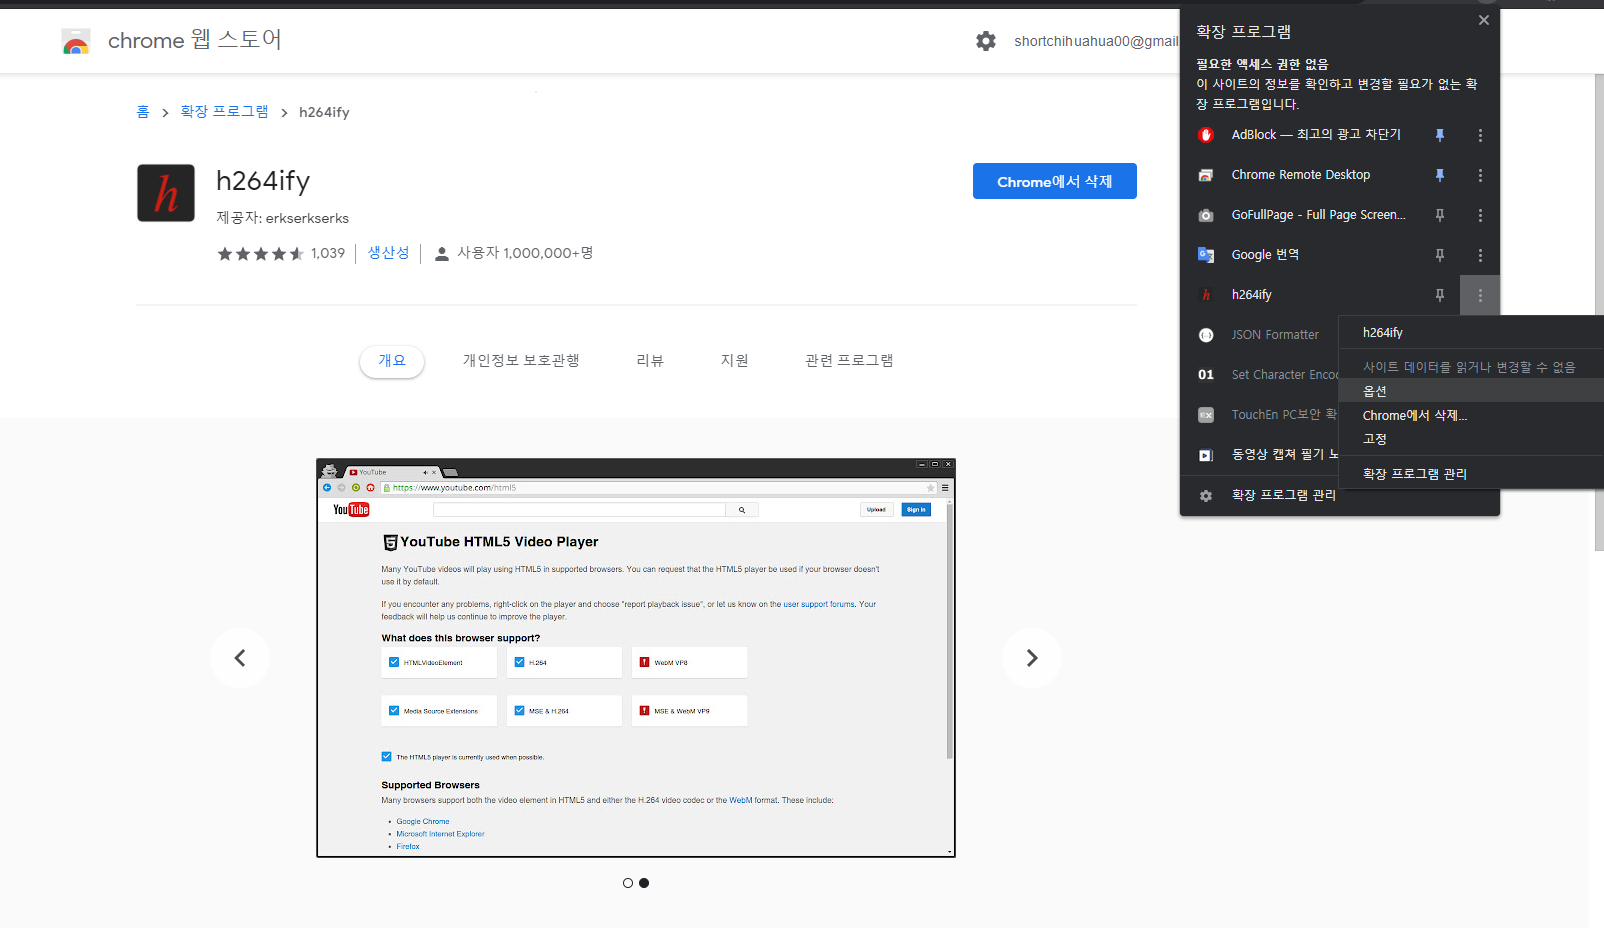 chrome 웹 스토어
shortchihuahua00@gmail
홈 > 확장 프로그램 > h264ify
h264ify
제공자: erkserkserks
1,039
생산성
사용자 1,000,000+명
Chrome에서 삭제
개요
개인정보 보호관행
리뷰
지원
관련 프로그램
YouTube
https://www.youtube.com/html5
YouTube
Upload
Sign in
YouTube HTML5 Video Player
Many YouTube videos will play using HTML5 in supported browsers. You can request that the HTML5 player be used if your browser doesn't
use it by default.
If you encounter any problems, right-click on the player and choose "report playback issue", or let us know on the user support forums. Your
feedback will help us continue to improve the player.
What does this browser support?
HTMLVideoElement
H.264
WebM VP8
Media Source Extensions
MSE & H.264
MSE & WebM VP9
The HTML5 player is currently used when possible.
Supported Browsers
Many browsers support both the video element in HTML5 and either the H.264 video codec or the WebM format. These include:
Google Chrome
Microsoft Internet Explorer
Firefox
확장 프로그램
필요한 액세스 권한 없음
이 사이트의 정보를 확인하고 변경할 필요가 없는 확
장 프로그램입니다.
AdBlock — 최고의 광고 차단기
Chrome Remote Desktop
GoFullPage - Full Page Screen...
Google 번역
h264ify
JSON Formatter
01 Set Character Enco
TouchEn PC보안 확
동영상 캡쳐 필기 노
확장 프로그램 관리
h264ify
사이트 데이터를 읽거나 변경할 수 없음
옵션
Chrome에서 삭제...
고정
확장 프로그램 관리